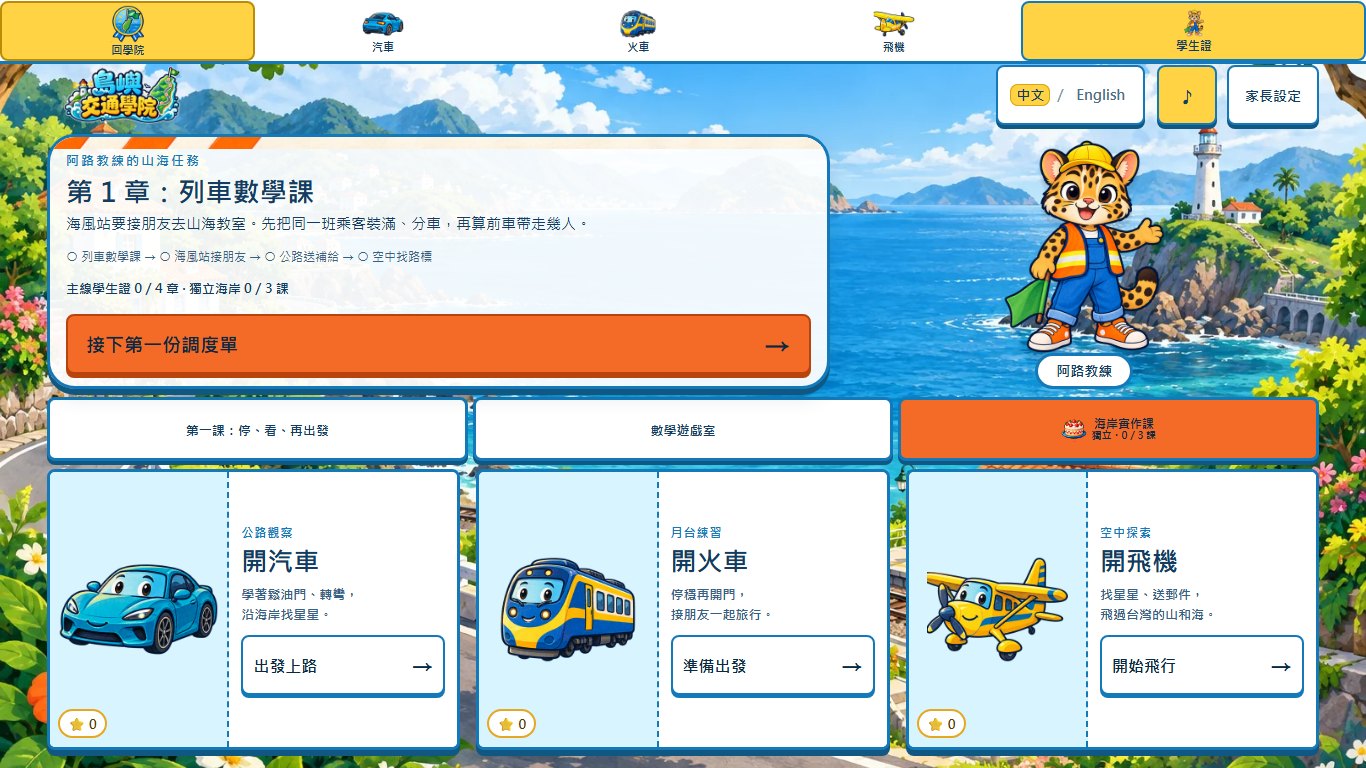 回學院
汽車
火車
飛機
學生證
島嶼
交通學院
中文 / English
♪
家長設定
阿路教練的山海任務
第 1 章：列車數學課
海風站要接朋友去山海教室。先把同一班乘客裝滿、分車，再算前車帶走幾人。
○ 列車數學課 → ○ 海風站接朋友 → ○ 公路送補給 → ○ 空中找路標
主線學生證 0 / 4 章 · 獨立海岸 0 / 3 課
接下第一份調度單 →
阿路教練
第一課：停、看、再出發
數學遊戲室
海岸實作課
獨立 · 0 / 3 課
公路觀察
開汽車
學著鬆油門、轉彎，
沿海岸找星星。
出發上路 →
0
月台練習
開火車
停穩再開門，
接朋友一起旅行。
準備出發 →
0
空中探索
開飛機
找星星、送郵件，
飛過台灣的山和海。
開始飛行 →
0